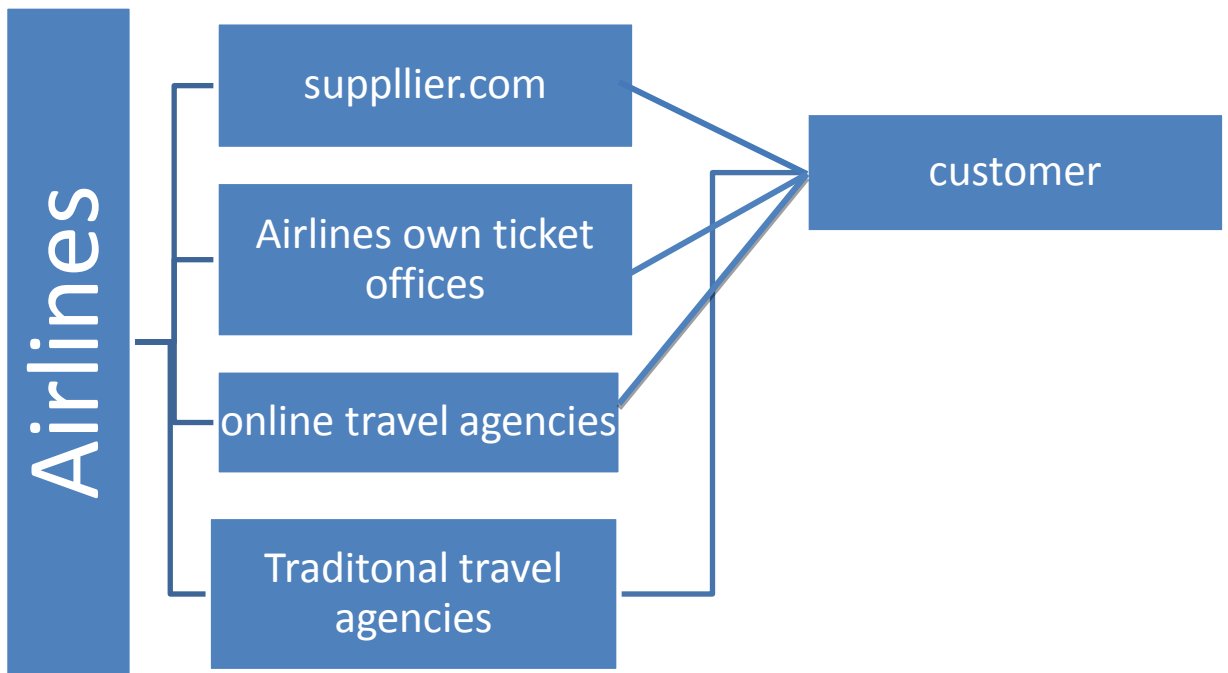 Airlines
suppllier.com
Airlines own ticket
offices
online travel agencies
Traditonal travel
agencies
customer